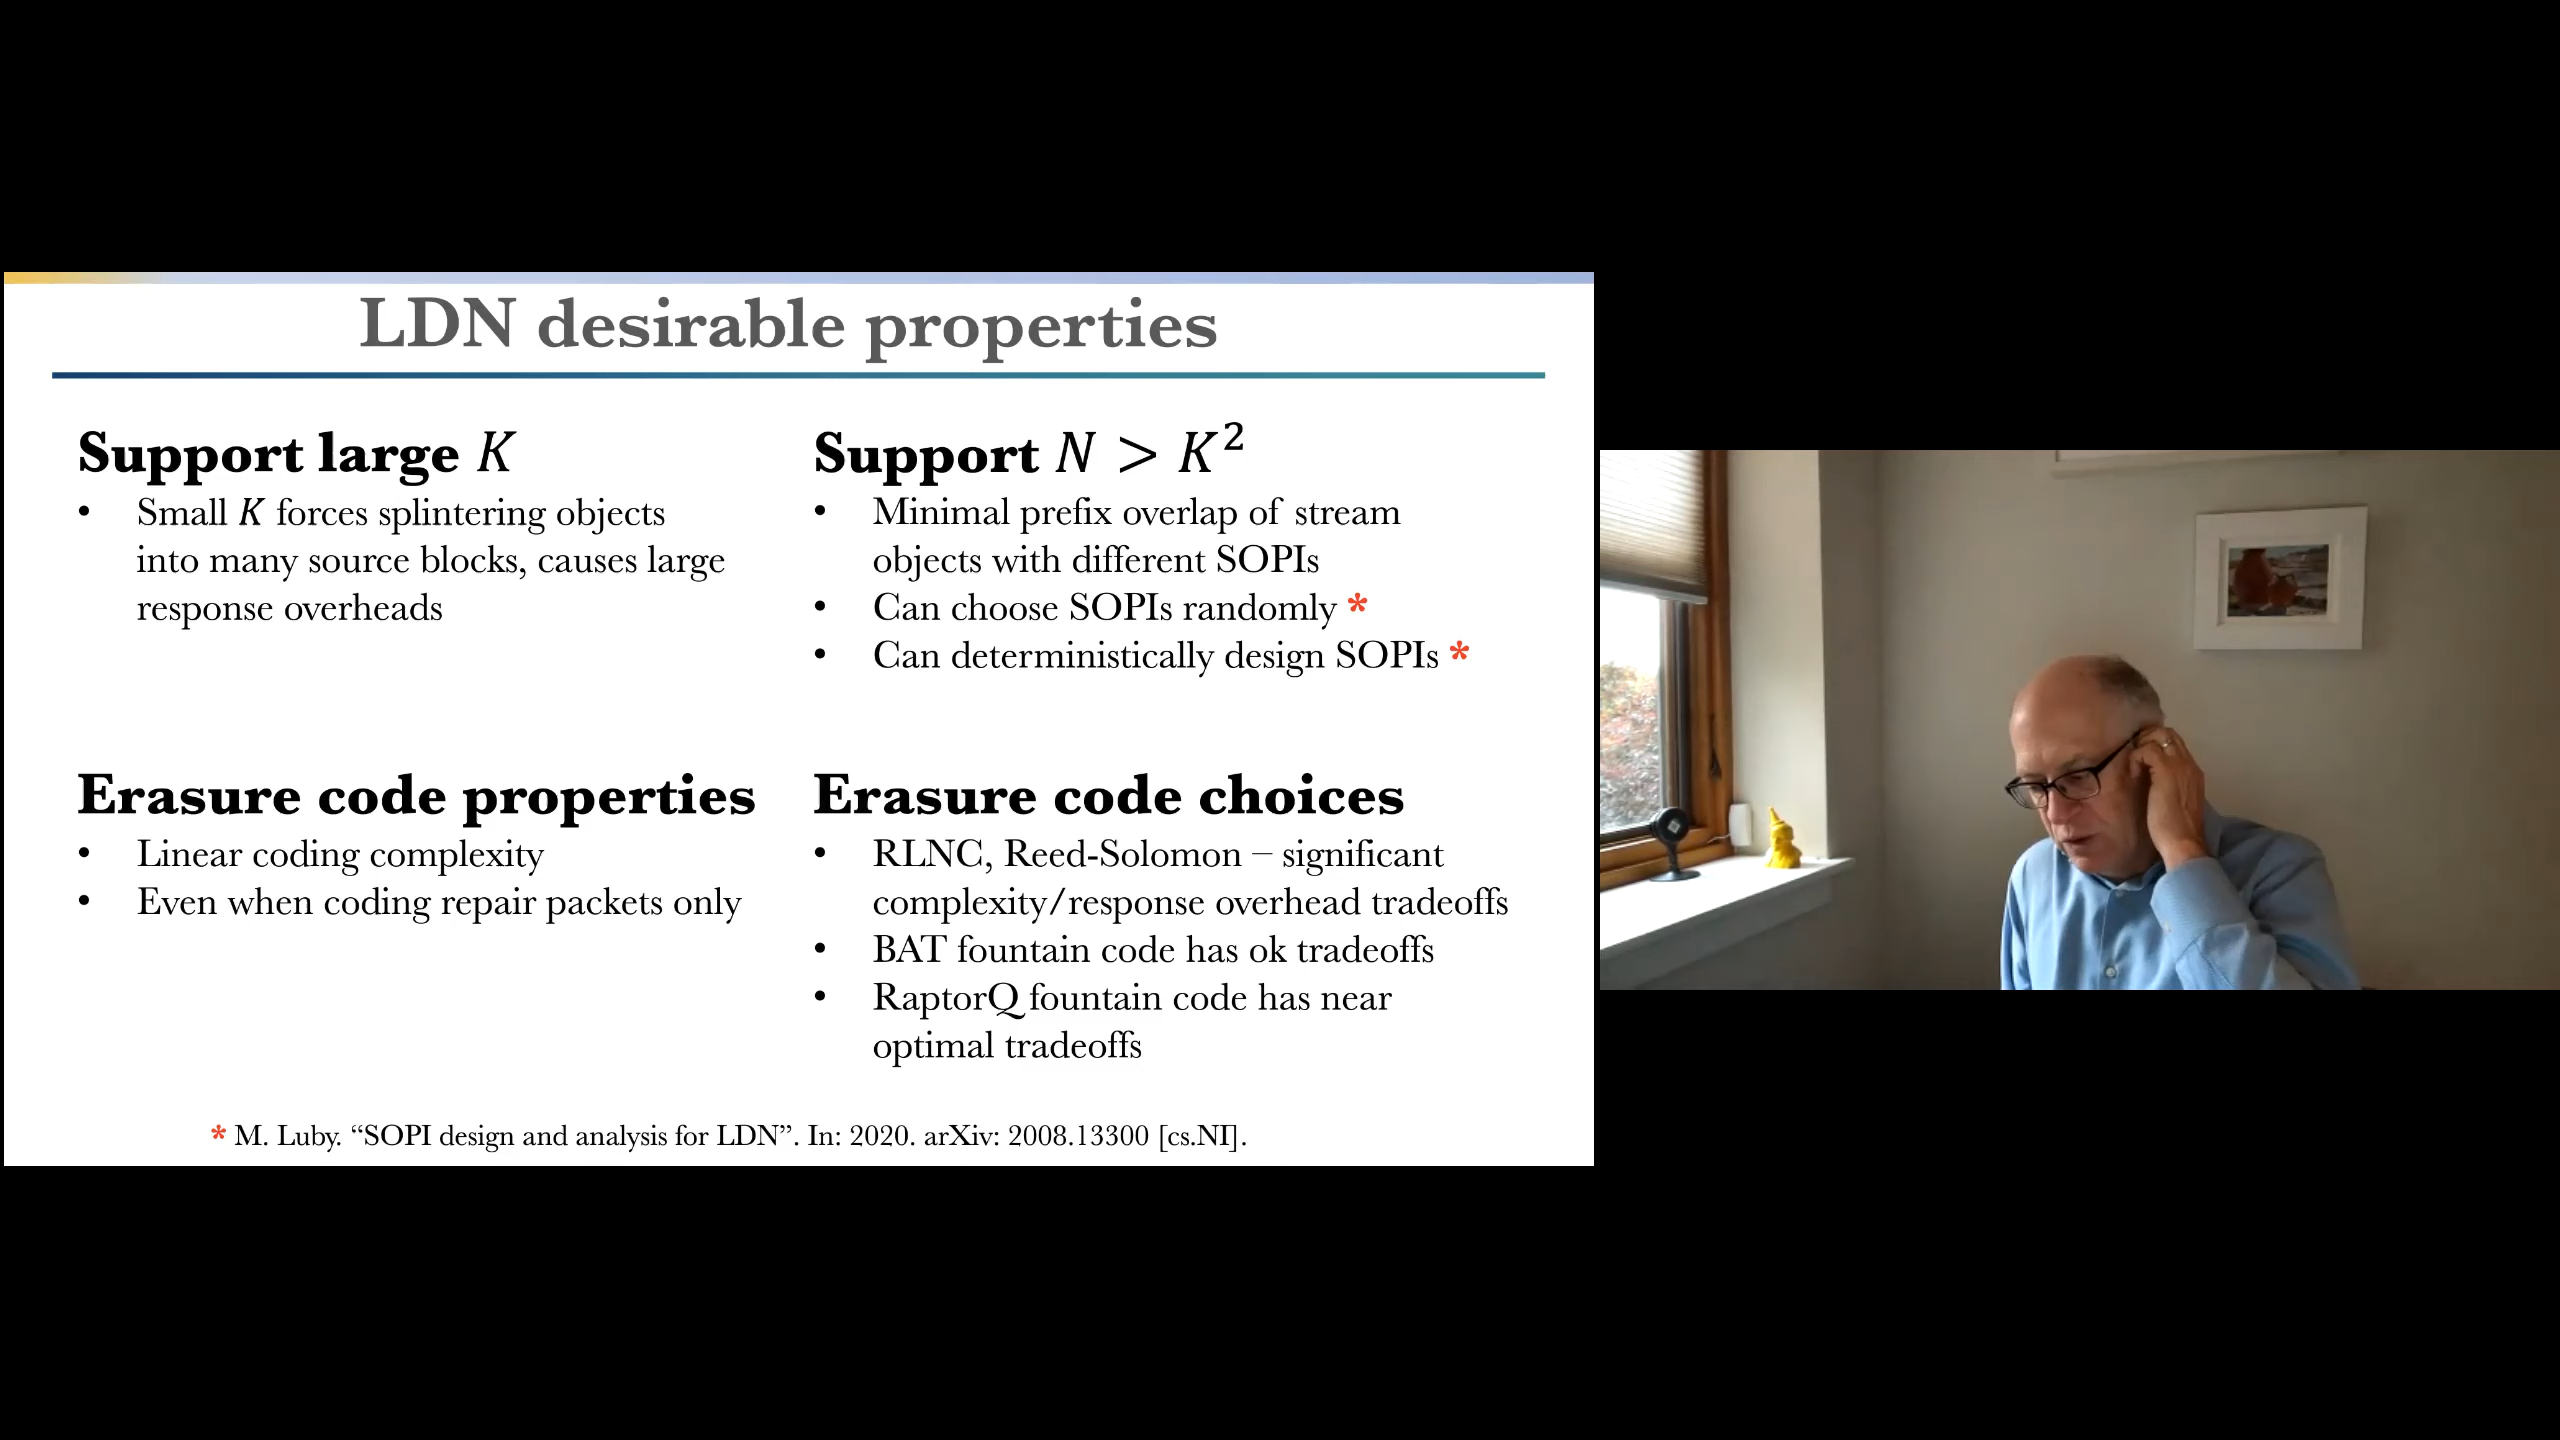 LDN desirable properties
Support large K
• Small K forces splintering objects
into many source blocks, causes large
response overheads
Support N > K²
• Minimal prefix overlap of stream
objects with different SOPIs
• Can choose SOPIs randomly *
• Can deterministically design SOPIs *
Erasure code properties
• Linear coding complexity
• Even when coding repair packets only
Erasure code choices
• RLNC, Reed-Solomon – significant
complexity/response overhead tradeoffs
• BAT fountain code has ok tradeoffs
• RaptorQ fountain code has near
optimal tradeoffs
* M. Luby. “SOPI design and analysis for LDN”. In: 2020. arXiv: 2008.13300 [cs.NI].